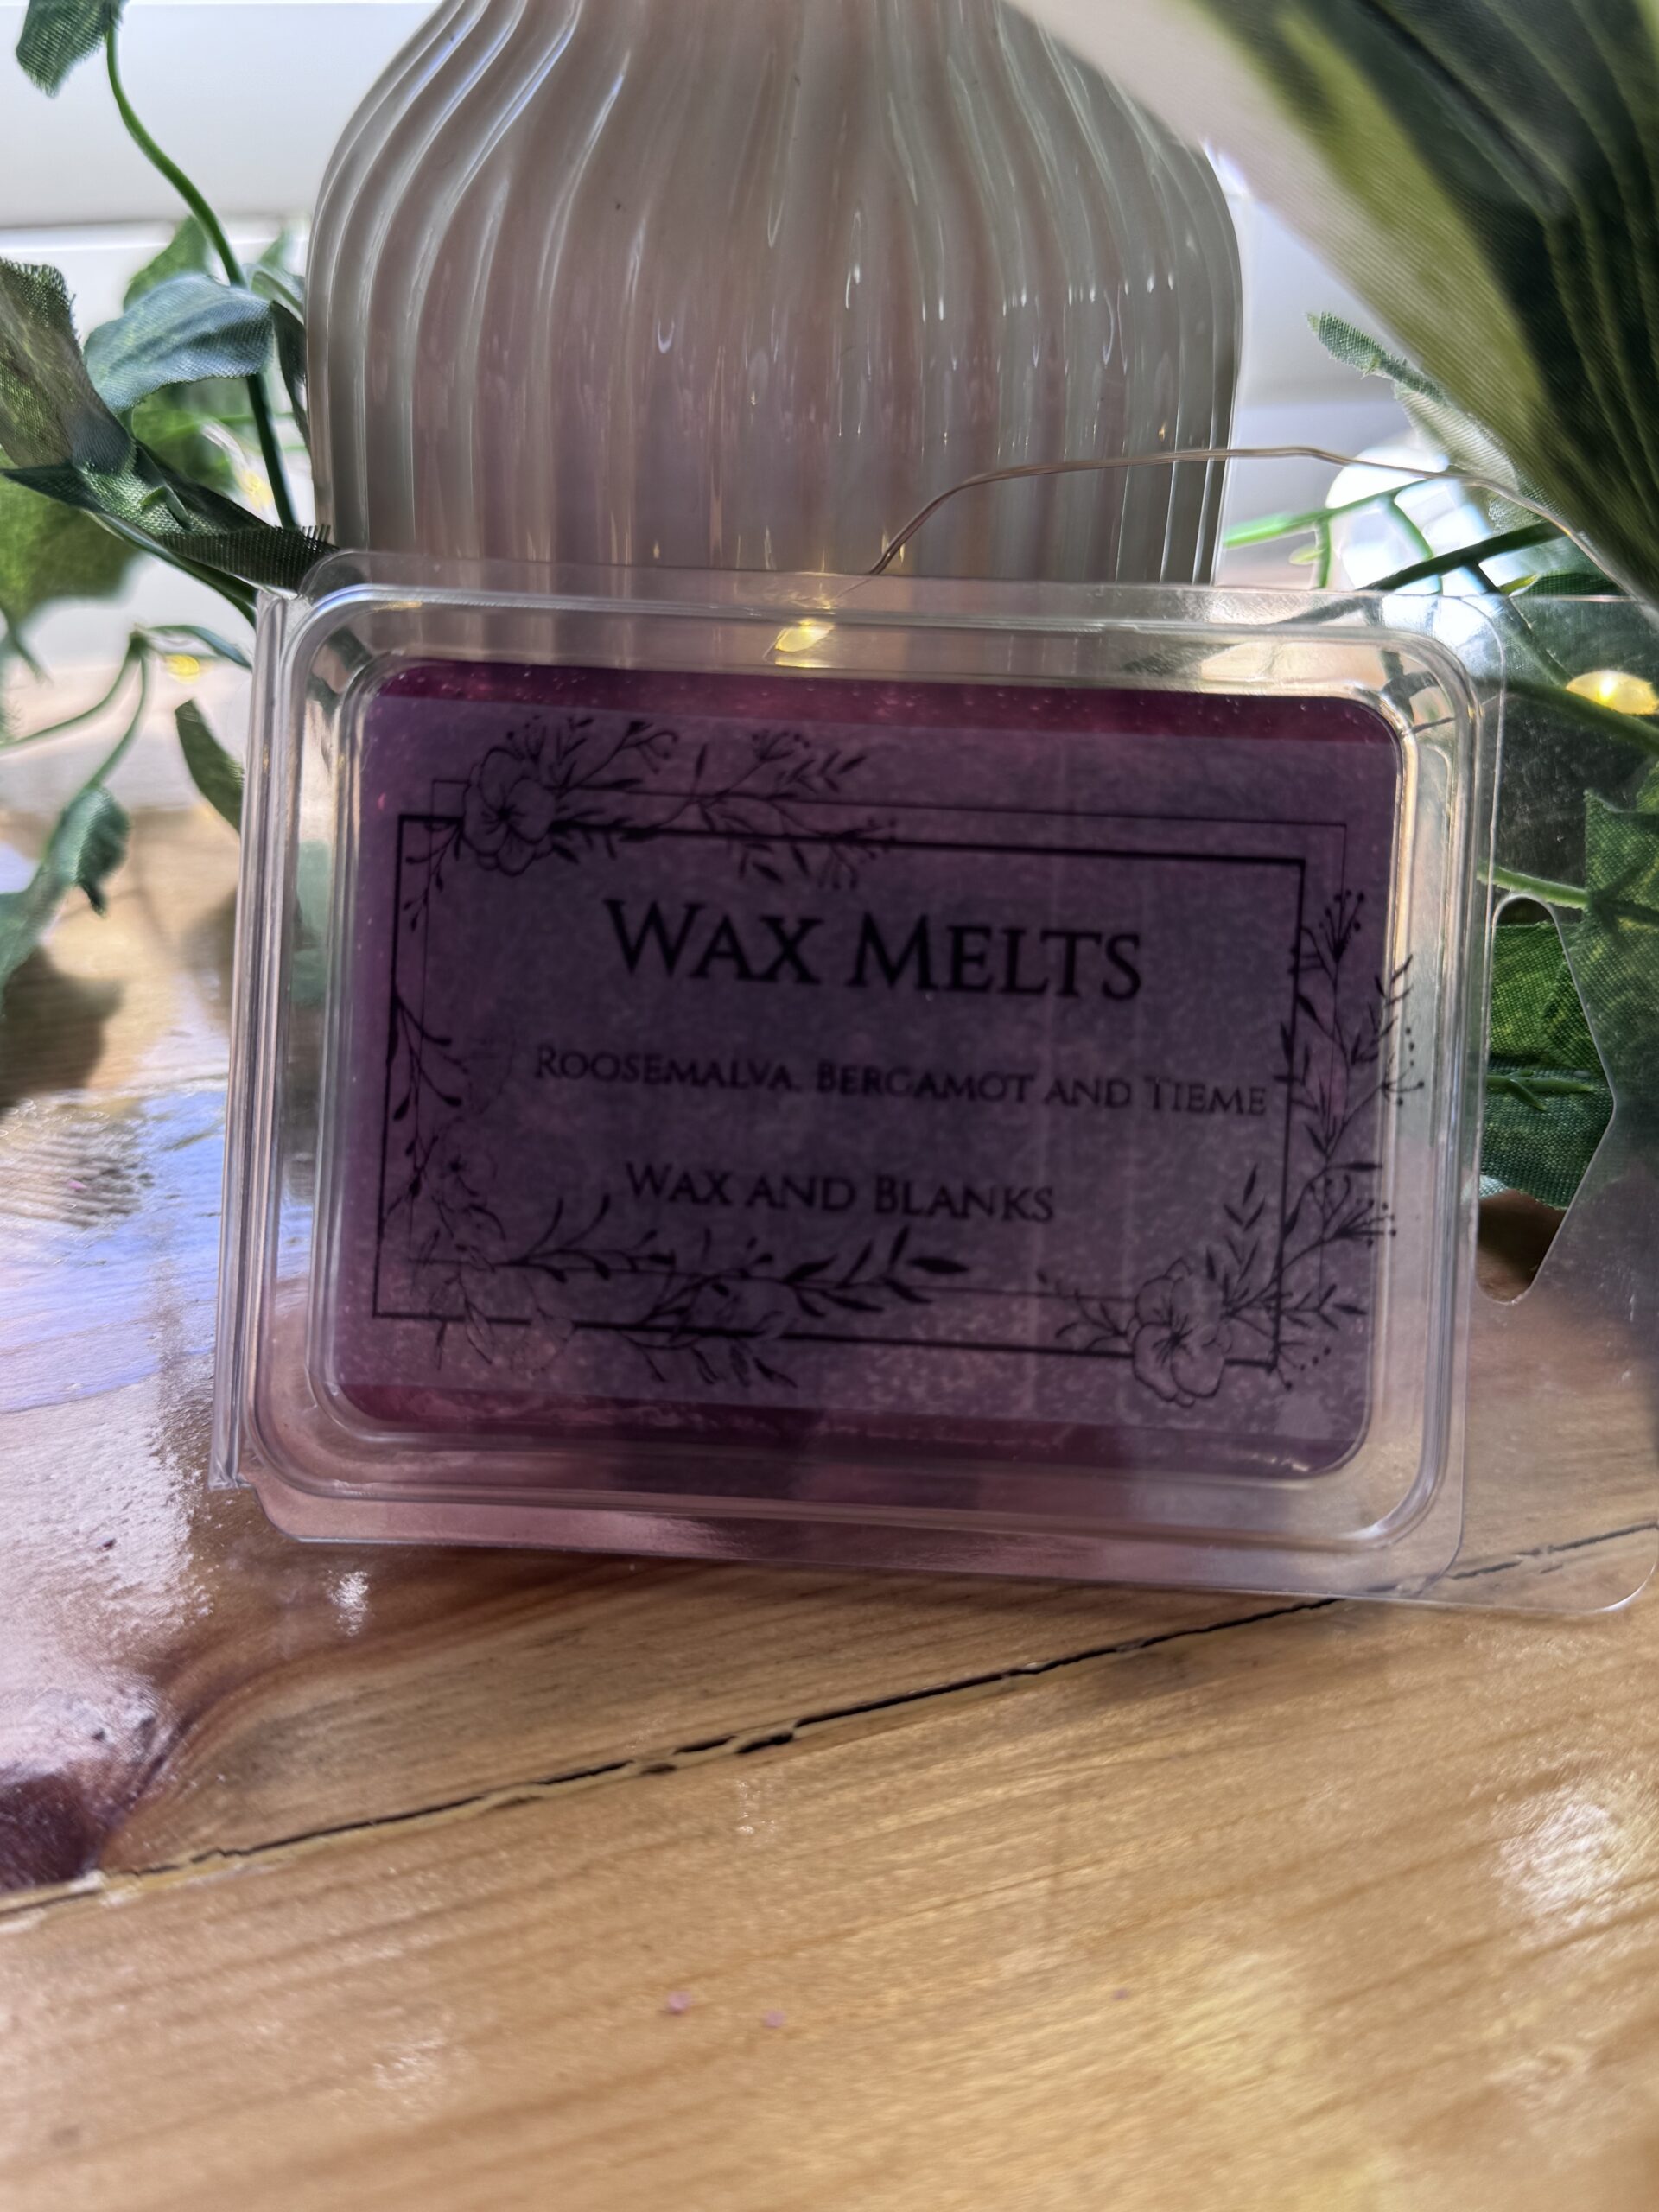 Wax Melts
Roosemalva, Bergamot and Tieme
Wax and Blanks